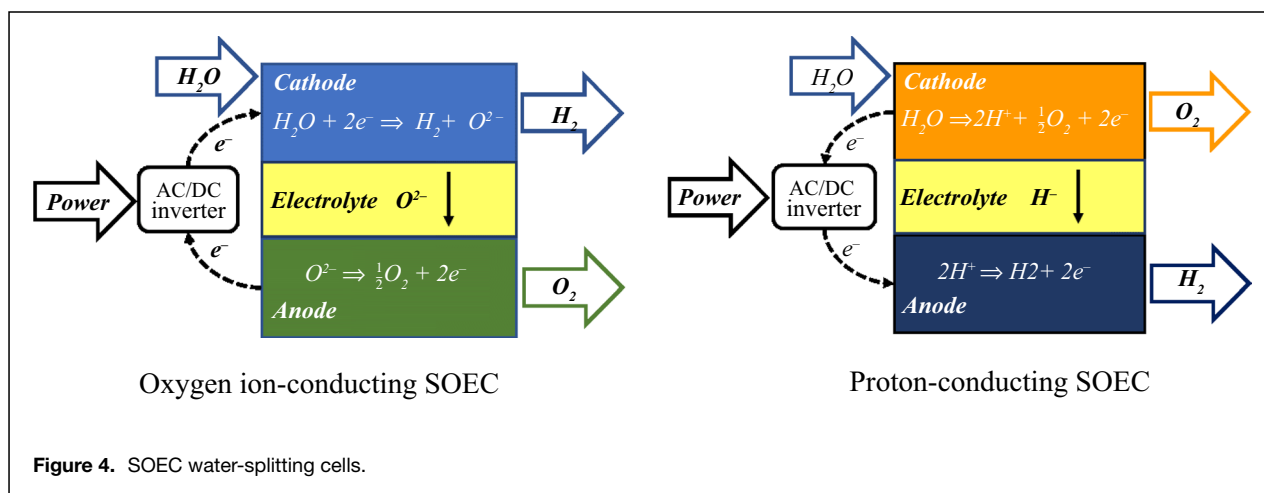 H₂O
Cathode
H₂O + 2e⁻ ⇒ H₂ + O²⁻
H₂
e⁻
Power
AC/DC
inverter
Electrolyte O²⁻
e⁻
O²⁻ ⇒ ½O₂ + 2e⁻
Anode
O₂
Oxygen ion-conducting SOEC
H₂O
Cathode
H₂O ⇒2H⁺ + ½O₂ + 2e⁻
O₂
e⁻
Power
AC/DC
inverter
Electrolyte H⁻
e⁻
2H⁺ ⇒ H2 + 2e⁻
Anode
H₂
Proton-conducting SOEC
Figure 4. SOEC water-splitting cells.